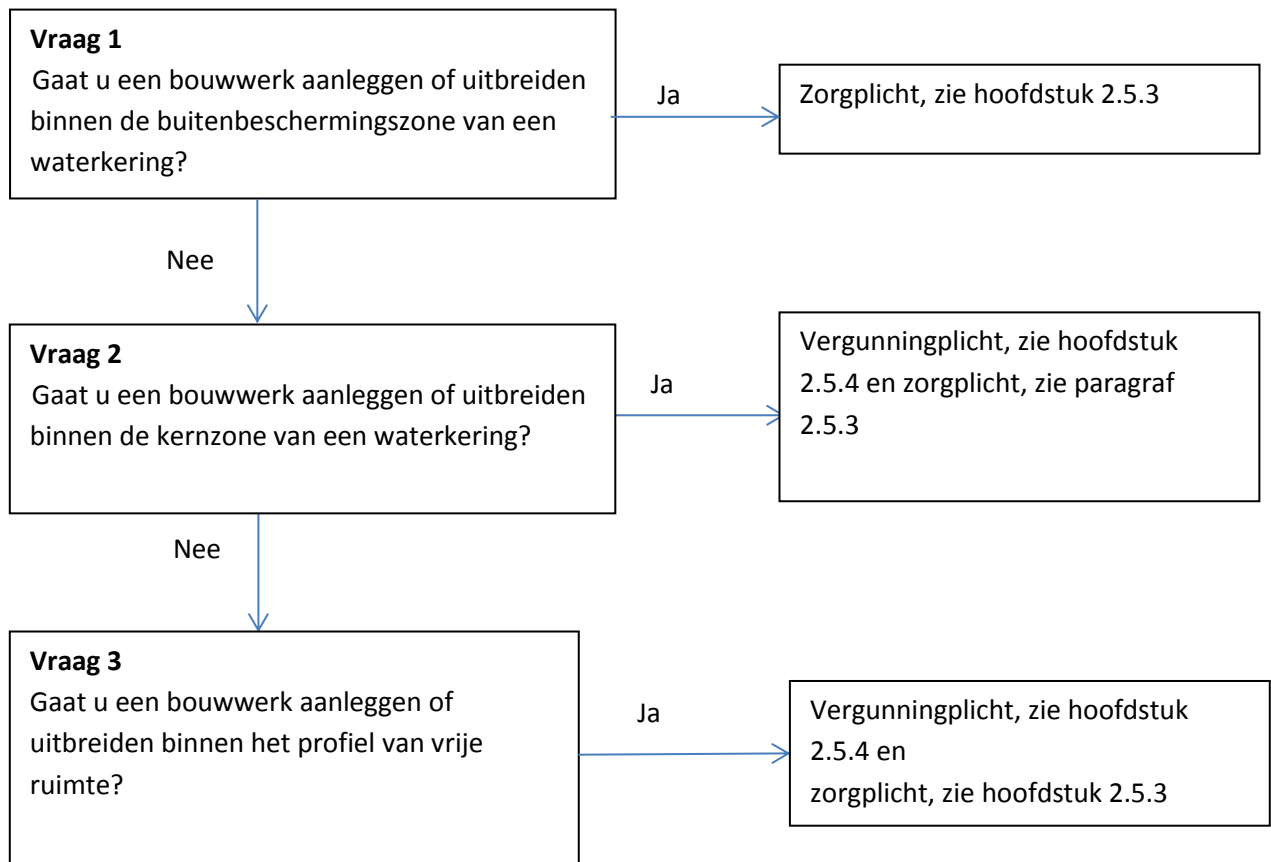 Vraag 1
Gaat u een bouwwerk aanleggen of uitbreiden
binnen de buitenbeschermingszone van een
waterkering?
Ja
Zorgplicht, zie hoofdstuk 2.5.3
Nee
Vraag 2
Gaat u een bouwwerk aanleggen of uitbreiden
binnen de kernzone van een waterkering?
Ja
Vergunningplicht, zie hoofdstuk
2.5.4 en zorgplicht, zie paragraf
2.5.3
Nee
Vraag 3
Gaat u een bouwwerk aanleggen of
uitbreiden binnen het profiel van vrije
ruimte?
Ja
Vergunningplicht, zie hoofdstuk
2.5.4 en
zorgplicht, zie hoofdstuk 2.5.3